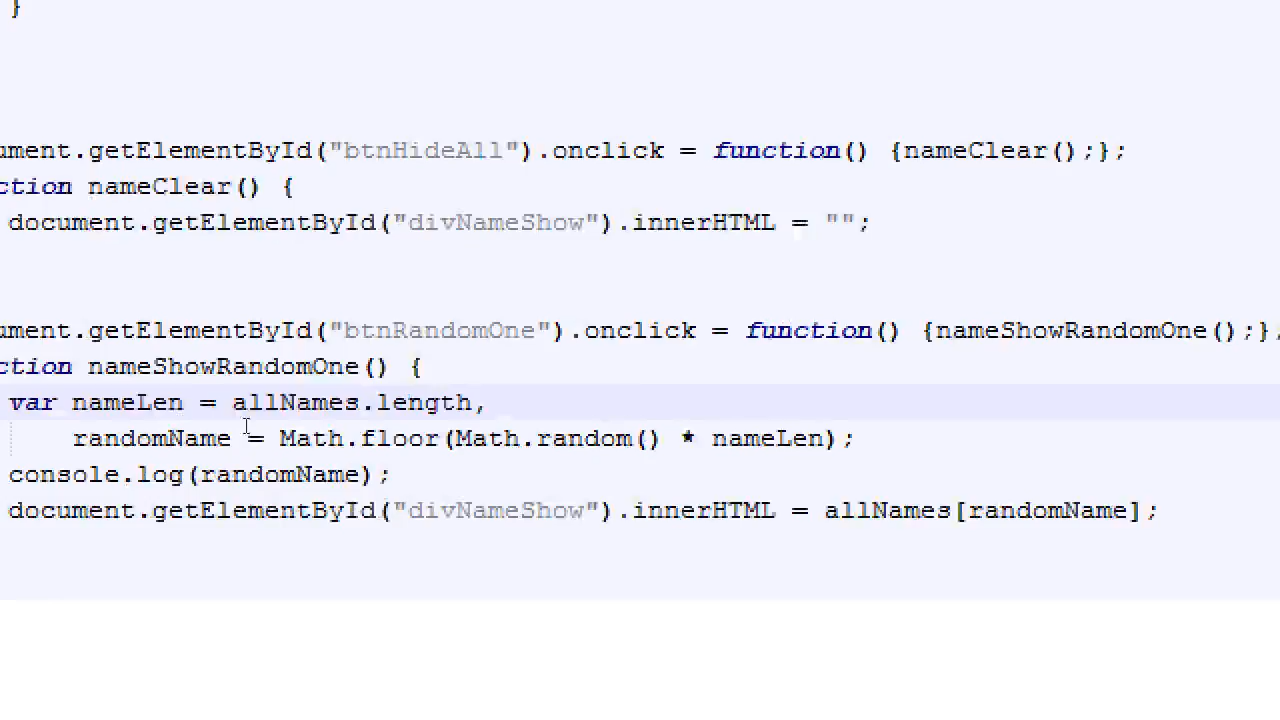 }
ument.getElementById("btnHideAll").onclick = function() {nameClear();};
ction nameClear() {
document.getElementById("divNameShow").innerHTML = "";
ument.getElementById("btnRandomOne").onclick = function() {nameShowRandomOne();};
ction nameShowRandomOne() {
var nameLen = allNames.length,
randomName = Math.floor(Math.random() * nameLen);
console.log(randomName);
document.getElementById("divNameShow").innerHTML = allNames[randomName];